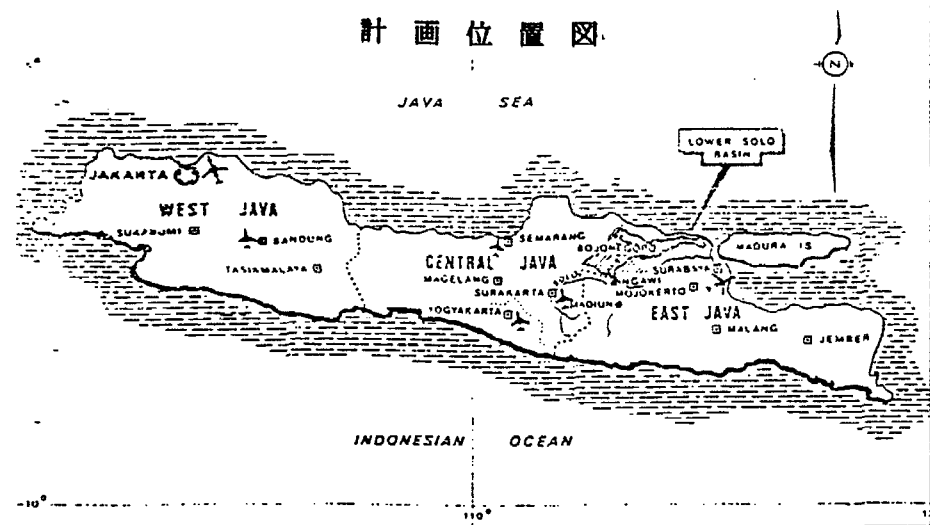 計画位置図
N
JAVA SEA
LOWER SOLO
BASIN
JAKARTA
WEST JAVA
SUKABUMI
BANDUNG
TASIKMALAYA
SEMARANG
BOJONEGORO
MADURA IS
CENTRAL JAVA
MAGELANG
SOLO
NGAWI
SURABAYA
SURAKARTA
MADIUN
MOJOKERTO
YOGYAKARTA
EAST JAVA
MALANG
JEMBER
INDONESIAN OCEAN
-10°
110°